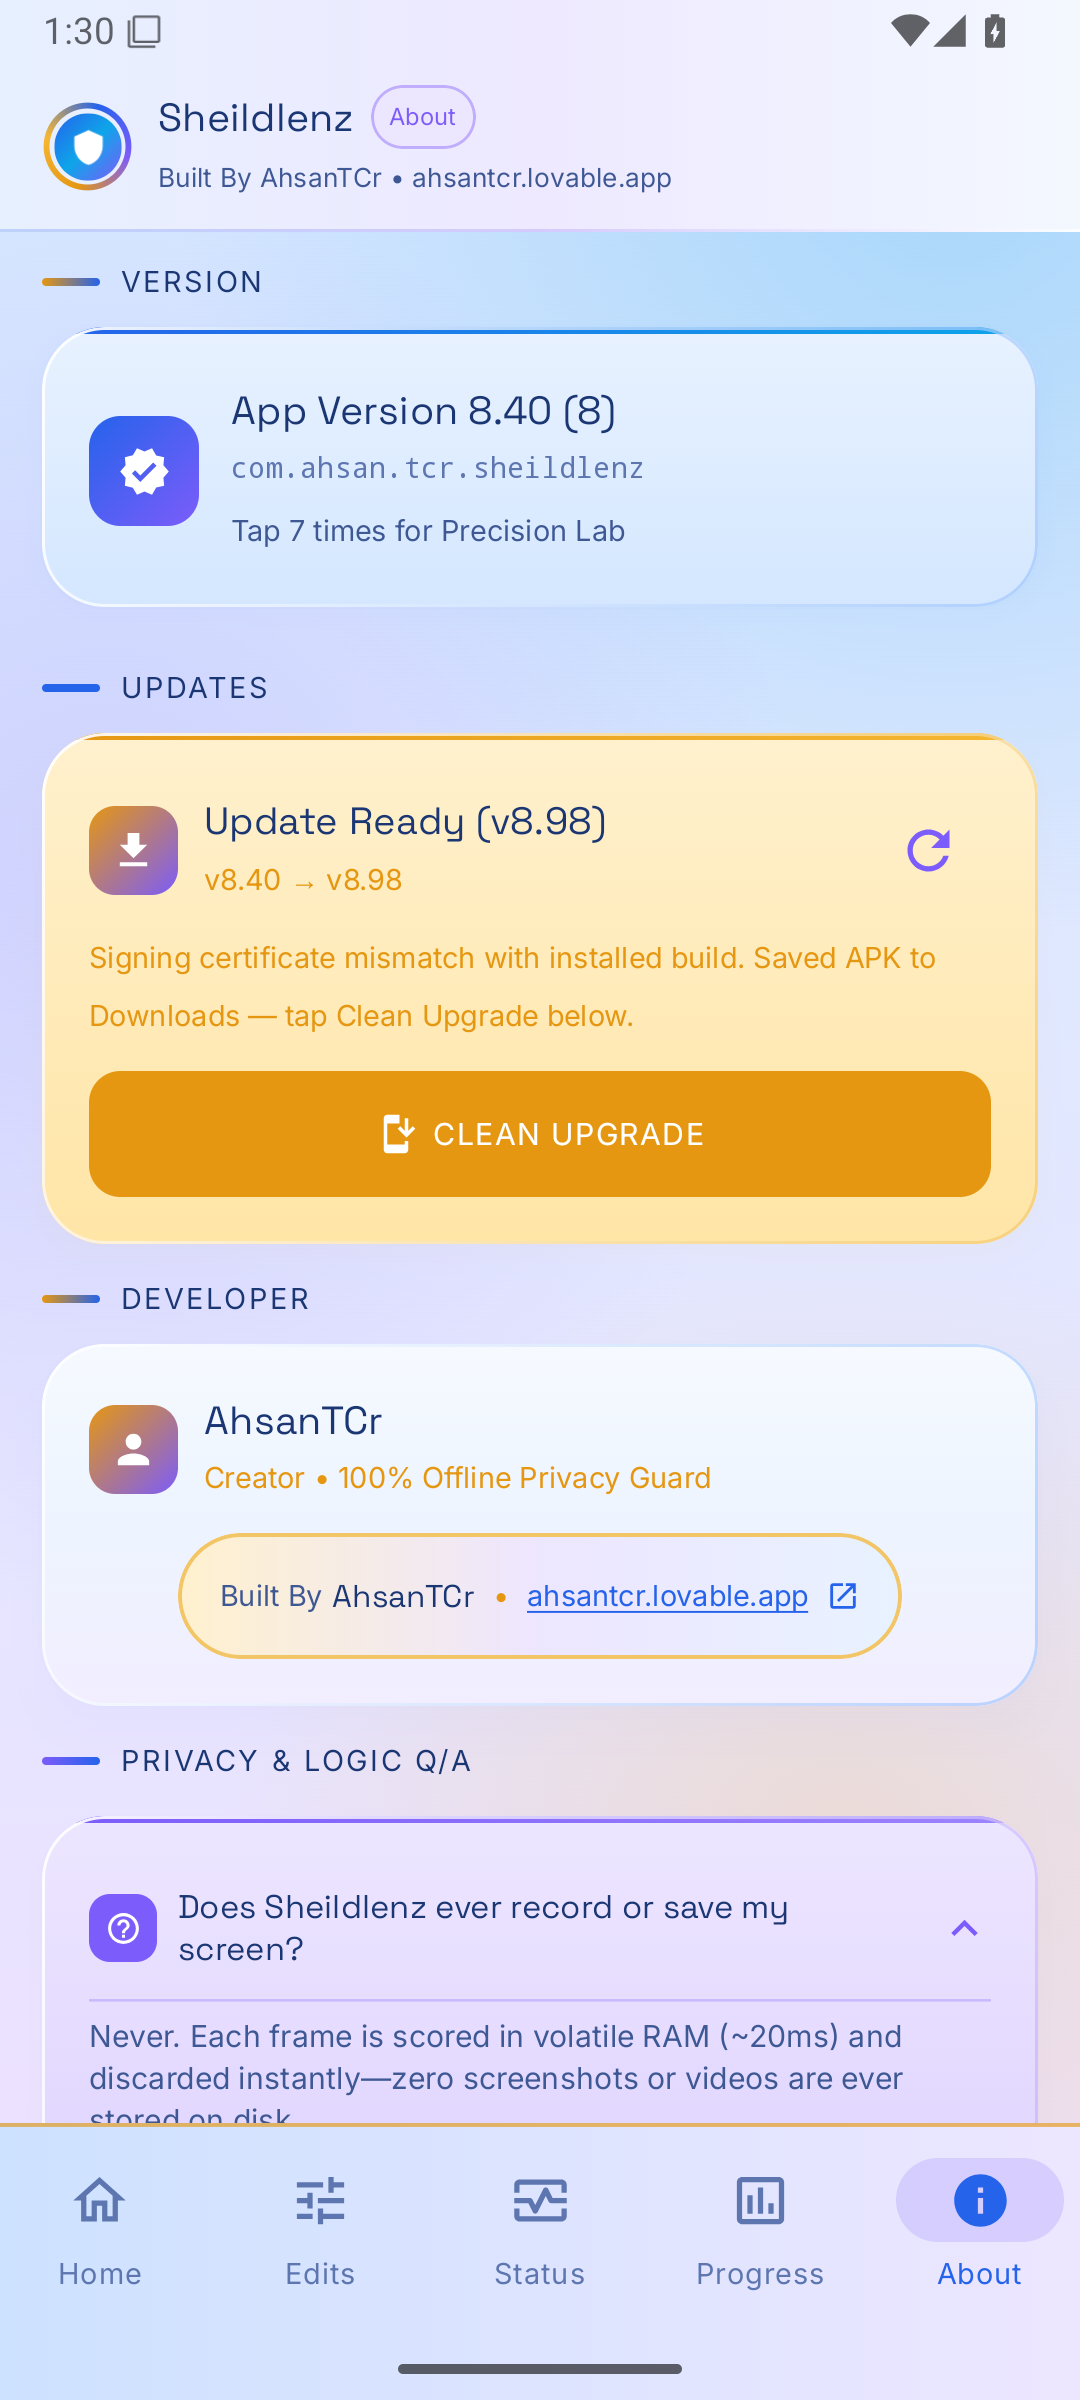 1:30
Sheildlenz About
Built By AhsanTCr • ahsantcr.lovable.app
VERSION
App Version 8.40 (8)
com.ahsan.tcr.sheildlenz
Tap 7 times for Precision Lab
UPDATES
Update Ready (v8.98)
v8.40 → v8.98
Signing certificate mismatch with installed build. Saved APK to
Downloads — tap Clean Upgrade below.
CLEAN UPGRADE
DEVELOPER
AhsanTCr
Creator • 100% Offline Privacy Guard
Built By AhsanTCr • ahsantcr.lovable.app
PRIVACY & LOGIC Q/A
Does Sheildlenz ever record or save my
screen?
Never. Each frame is scored in volatile RAM (~20ms) and
discarded instantly—zero screenshots or videos are ever
stored on disk
Home
Edits
Status
Progress
About